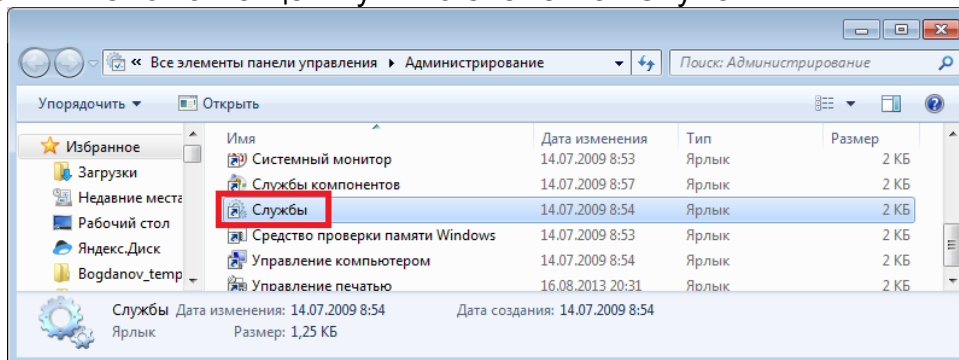 « Все элементы панели управления ▸ Администрирование
Поиск: Администрирование
Упорядочить ▼ Открыть
Избранное
Загрузки
Недавние места
Рабочий стол
Яндекс.Диск
Bogdanov_temp
Имя Дата изменения Тип Размер
Системный монитор 14.07.2009 8:53 Ярлык 2 КБ
Службы компонентов 14.07.2009 8:57 Ярлык 2 КБ
Службы 14.07.2009 8:54 Ярлык 2 КБ
Средство проверки памяти Windows 14.07.2009 8:53 Ярлык 2 КБ
Управление компьютером 14.07.2009 8:54 Ярлык 2 КБ
Управление печатью 16.08.2013 20:31 Ярлык 2 КБ
Службы Дата изменения: 14.07.2009 8:54 Дата создания: 14.07.2009 8:54
Ярлык Размер: 1,25 КБ